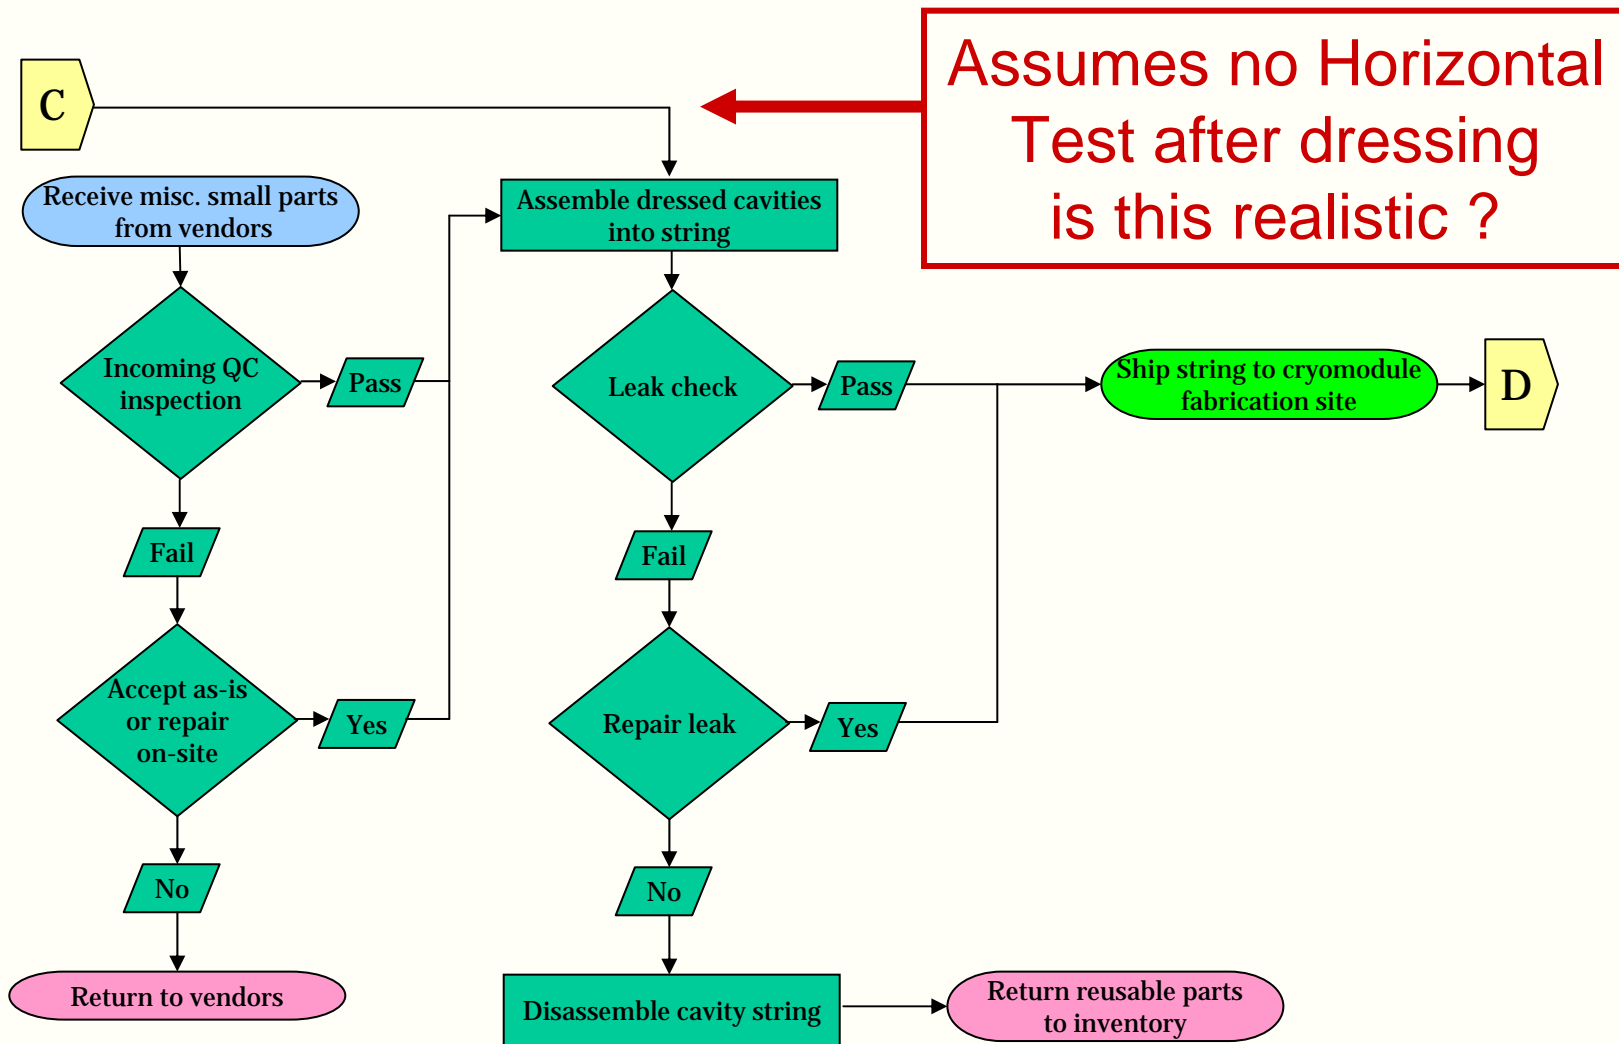 Assumes no Horizontal
Test after dressing
is this realistic ?
C
Receive misc. small parts
from vendors
Assemble dressed cavities
into string
Incoming QC
inspection
Pass
Leak check
Pass
Ship string to cryomodule
fabrication site
D
Fail
Fail
Accept as-is
or repair
on-site
Yes
Repair leak
Yes
No
No
Return to vendors
Disassemble cavity string
Return reusable parts
to inventory